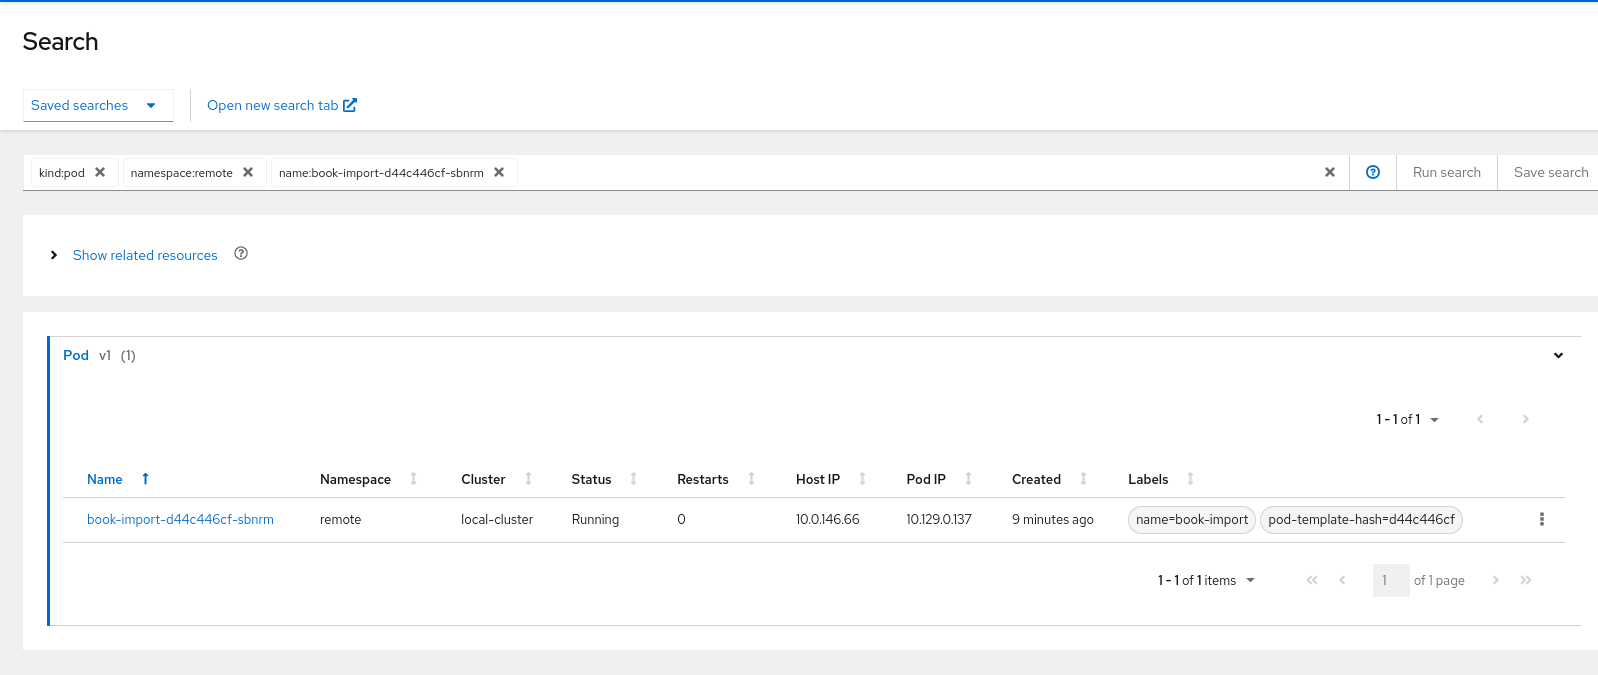 Search
Saved searches Open new search tab
kind:pod namespace:remote name:book-import-d44c446cf-sbnrm Run search Save search
Show related resources
Pod v1 (1)
1 - 1 of 1
Name Namespace Cluster Status Restarts Host IP Pod IP Created Labels
book-import-d44c446cf-sbnrm remote local-cluster Running 0 10.0.146.66 10.129.0.137 9 minutes ago name=book-import pod-template-hash=d44c446cf
1 - 1 of 1 items 1 of 1 page